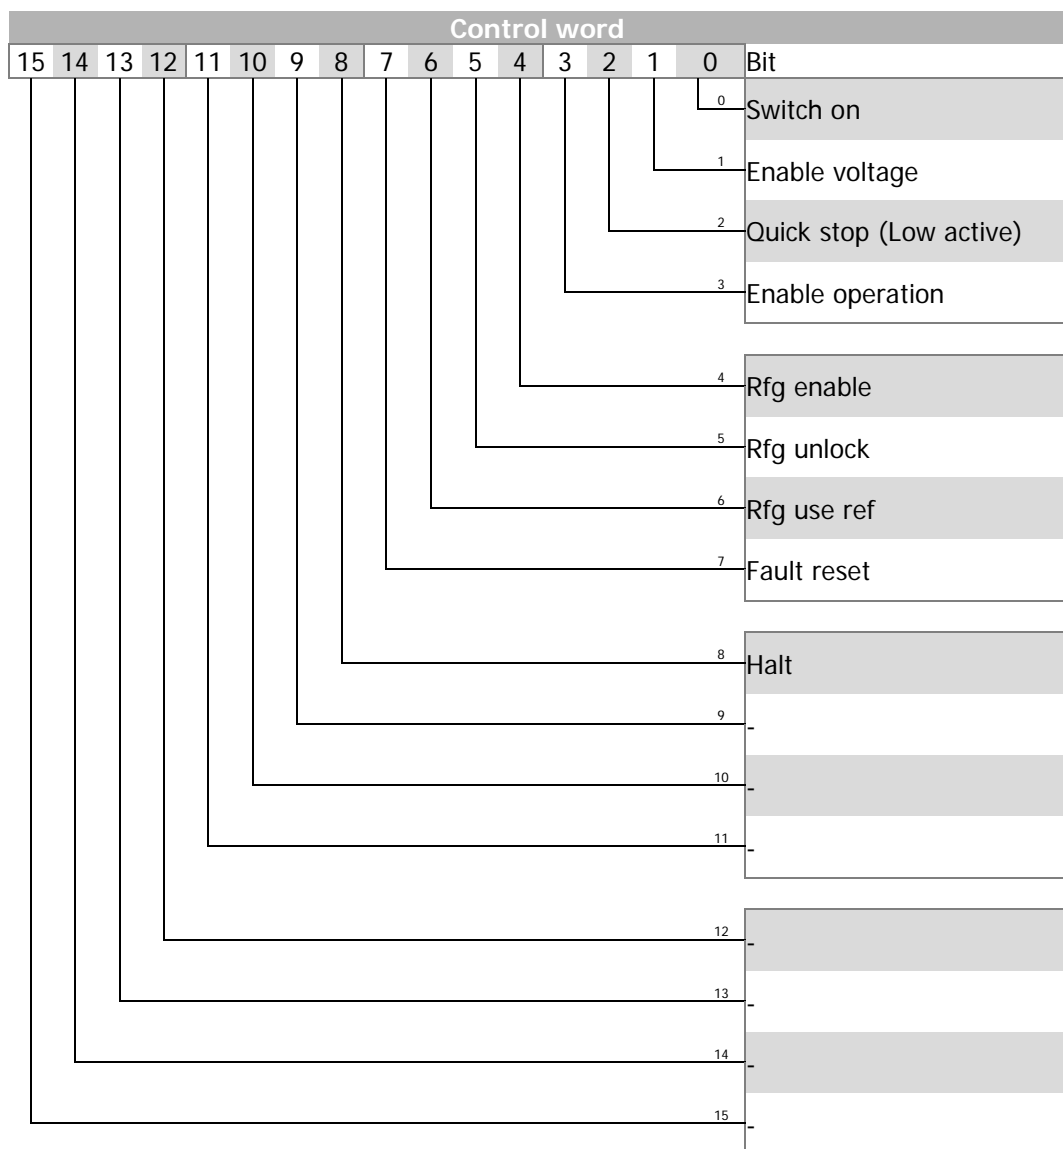 Control word
15 14 13 12 11 10 9 8 7 6 5 4 3 2 1 0 Bit
0 Switch on
1 Enable voltage
2 Quick stop (Low active)
3 Enable operation
4 Rfg enable
5 Rfg unlock
6 Rfg use ref
7 Fault reset
8 Halt
9 -
10 -
11 -
12 -
13 -
14 -
15 -